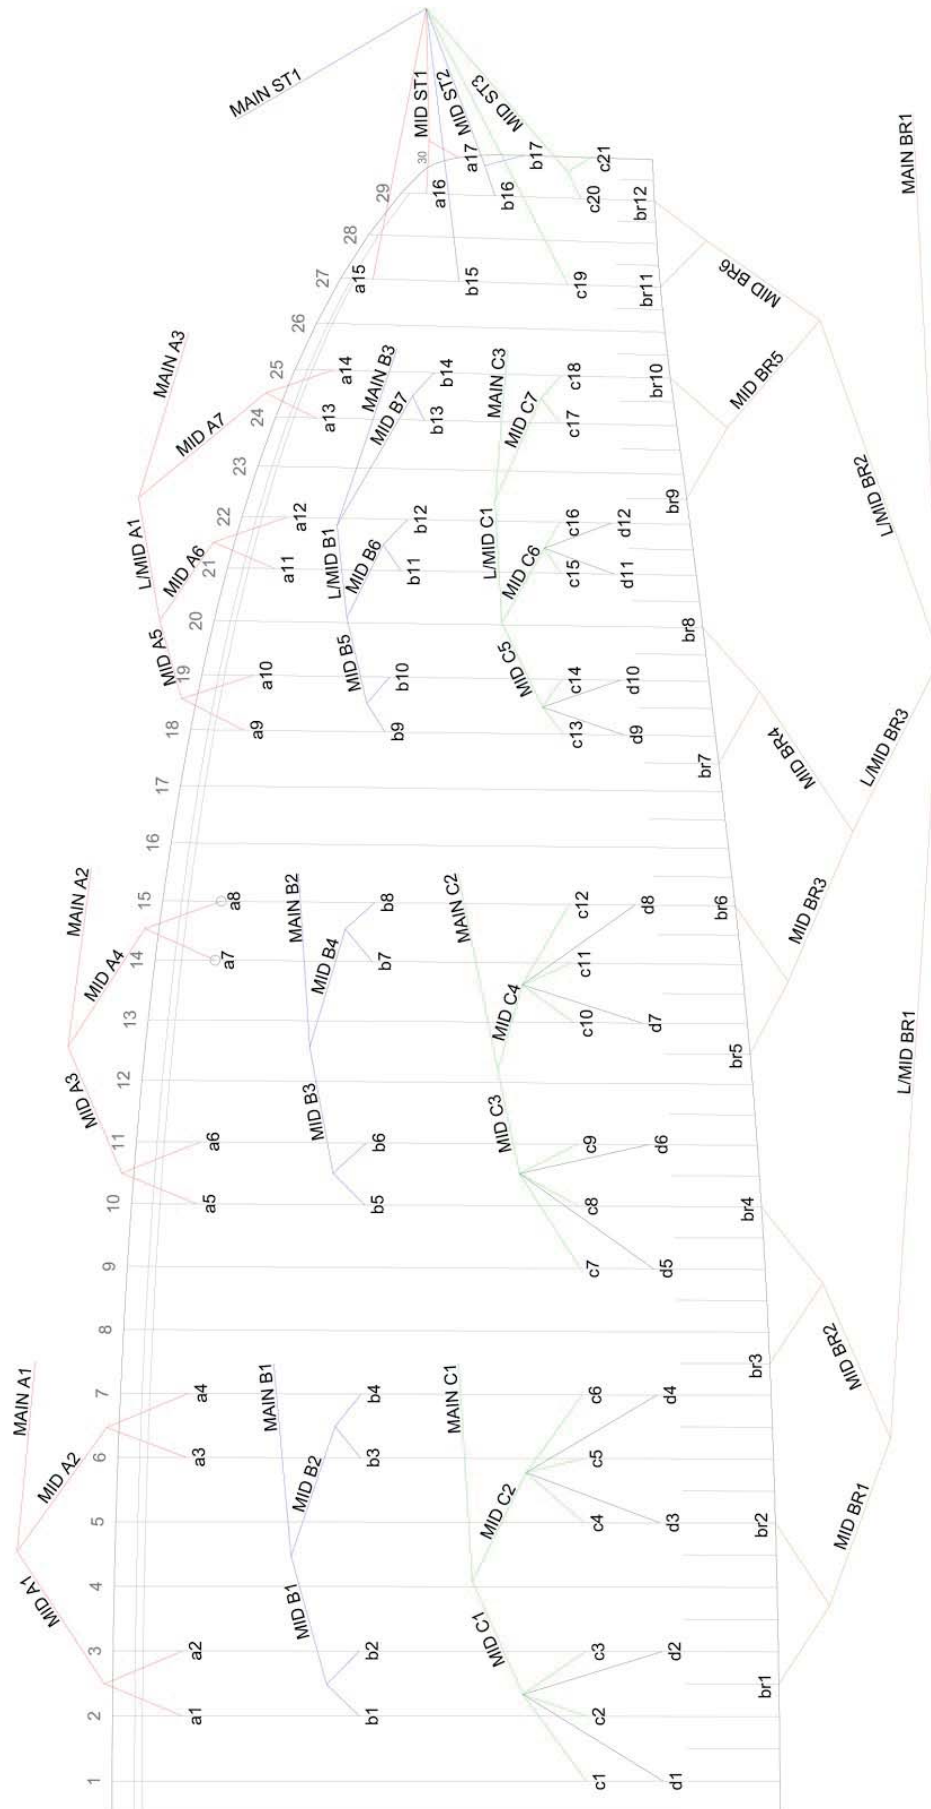 MAIN ST1
MID ST1
MID ST2
MID ST3
30
a17
b17
c21
29
a16
b16
c20
br12
MAIN BR1
28
27
a15
b15
c19
br11
MID BR6
26
MAIN A3
25
a14
MAIN B3
b14
MAIN C3
c18
br10
MID BR5
MID A7
24
a13
MID B7
b13
MID C7
c17
23
br9
L/MID BR2
L/MID A1
22
a12
L/MID B1
b12
L/MID C1
c16
d12
MID A6
21
a11
MID B6
b11
MID C6
c15
d11
20
br8
MID A5
19
a10
MID B5
b10
MID C5
c14
d10
18
a9
b9
c13
d9
br7
MID BR4
L/MID BR3
17
16
MAIN A2
15
a8
MAIN B2
b8
MAIN C2
c12
d8
br6
MID BR3
MID A4
14
a7
MID B4
b7
MID C4
c11
13
c10
d7
br5
L/MID BR1
MID A3
12
MID B3
MID C3
11
a6
b6
c9
d6
10
a5
b5
c8
br4
9
c7
d5
8
MAIN A1
MAIN B1
MAIN C1
br3
MID BR2
7
a4
b4
c6
d4
MID A2
6
a3
MID B2
b3
MID C2
c5
5
c4
d3
br2
MID BR1
4
MID A1
MID B1
MID C1
3
a2
b2
c3
d2
br1
2
a1
b1
c2
1
c1
d1